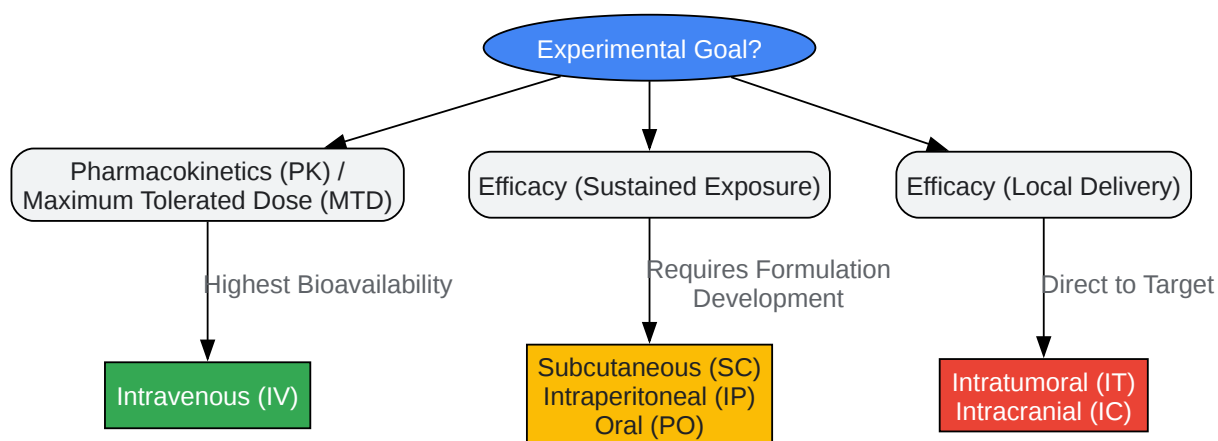 Experimental Goal?
Pharmacokinetics (PK) /
Maximum Tolerated Dose (MTD)
Efficacy (Sustained Exposure)
Efficacy (Local Delivery)
Highest Bioavailability
Requires Formulation
Development
Direct to Target
Intravenous (IV)
Subcutaneous (SC)
Intraperitoneal (IP)
Oral (PO)
Intratumoral (IT)
Intracranial (IC)